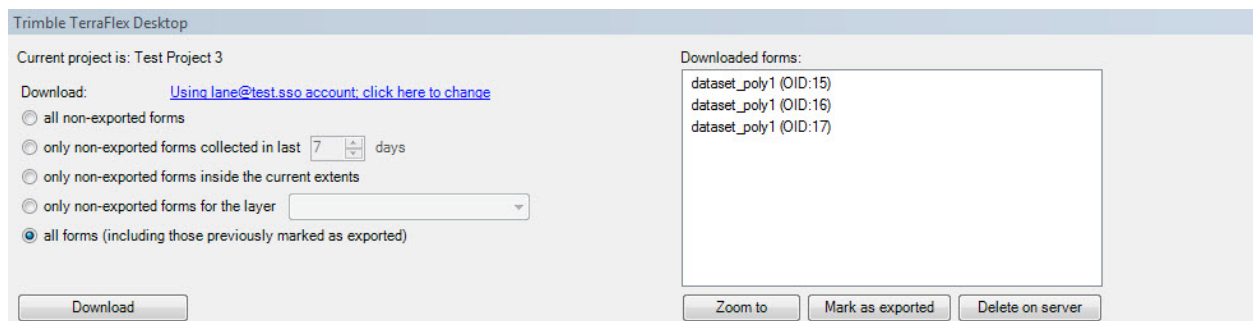 Trimble TerraFlex Desktop
Current project is: Test Project 3
Download: Using lane@test.sso account; click here to change
all non-exported forms
only non-exported forms collected in last 7 days
only non-exported forms inside the current extents
only non-exported forms for the layer
all forms (including those previously marked as exported)
Download
Downloaded forms:
dataset_poly1 (OID:15)
dataset_poly1 (OID:16)
dataset_poly1 (OID:17)
Zoom to Mark as exported Delete on server